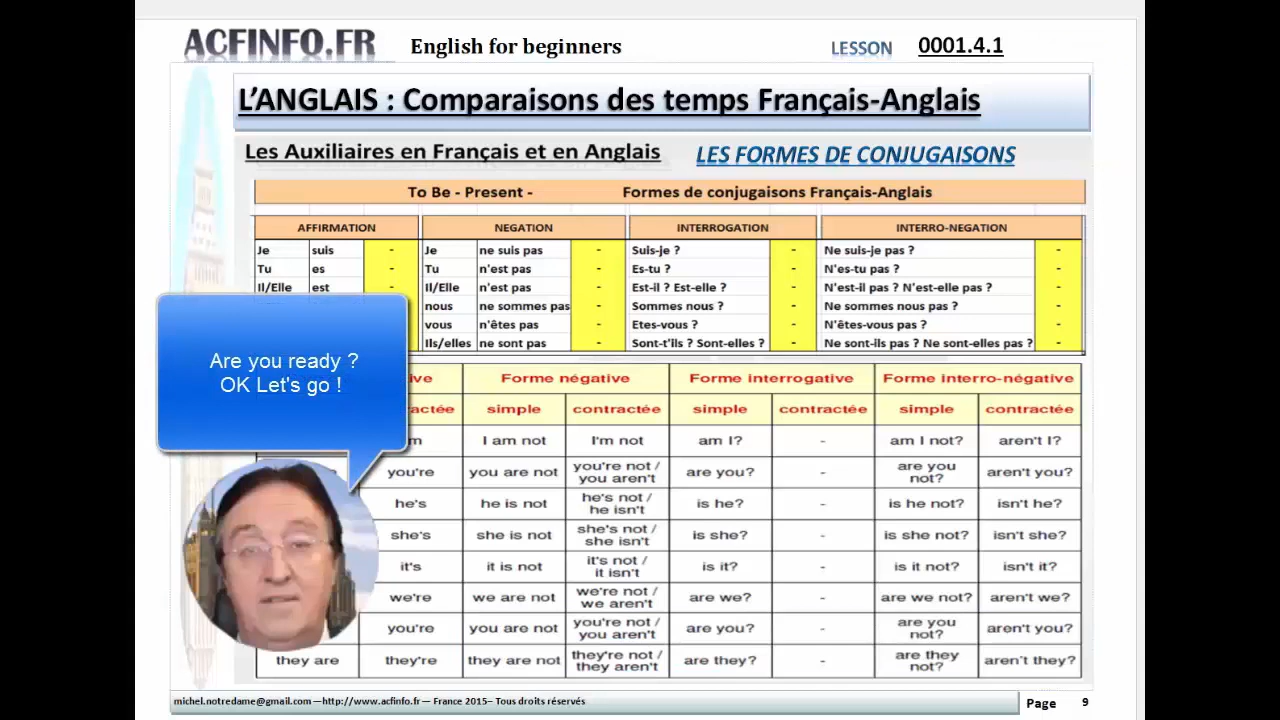 ACFINFO.FR English for beginners LESSON 0001.4.1
L'ANGLAIS : Comparaisons des temps Français-Anglais
Les Auxiliaires en Français et en Anglais LES FORMES DE CONJUGAISONS
To Be - Present - Formes de conjugaisons Français-Anglais
AFFIRMATION NEGATION INTERROGATION INTERRO-NEGATION
Je suis - Je ne suis pas - Suis-je ? - Ne suis-je pas ? -
Tu es - Tu n'est pas - Es-tu ? - N'es-tu pas ? -
Il/Elle est - Il/Elle n'est pas - Est-il ? Est-elle ? - N'est-il pas ? N'est-elle pas ? -
nous ne sommes pas - Sommes nous ? - Ne sommes nous pas ? -
vous n'êtes pas - Etes-vous ? - N'êtes-vous pas ? -
Ils/elles ne sont pas - Sont-t'ils ? Sont-elles ? - Ne sont-ils pas ? Ne sont-elles pas ? -
Are you ready ?
OK Let's go !
Forme négative Forme interrogative Forme interro-négative
simple contractée simple contractée simple contractée
I am not I'm not am I? - am I not? aren't I?
you're you are not you're not / you aren't are you? - are you not? aren't you?
he's he is not he's not / he isn't is he? - is he not? isn't he?
she's she is not she's not / she isn't is she? - is she not? isn't she?
it's it is not it's not / it isn't is it? - is it not? isn't it?
we're we are not we're not / we aren't are we? - are we not? aren't we?
you're you are not you're not / you aren't are you? - are you not? aren't you?
they are they're they are not they're not / they aren't are they? - are they not? aren't they?
michel.notredame@gmail.com —http://www.acfinfo.fr— France 2015– Tous droits réservés Page 9